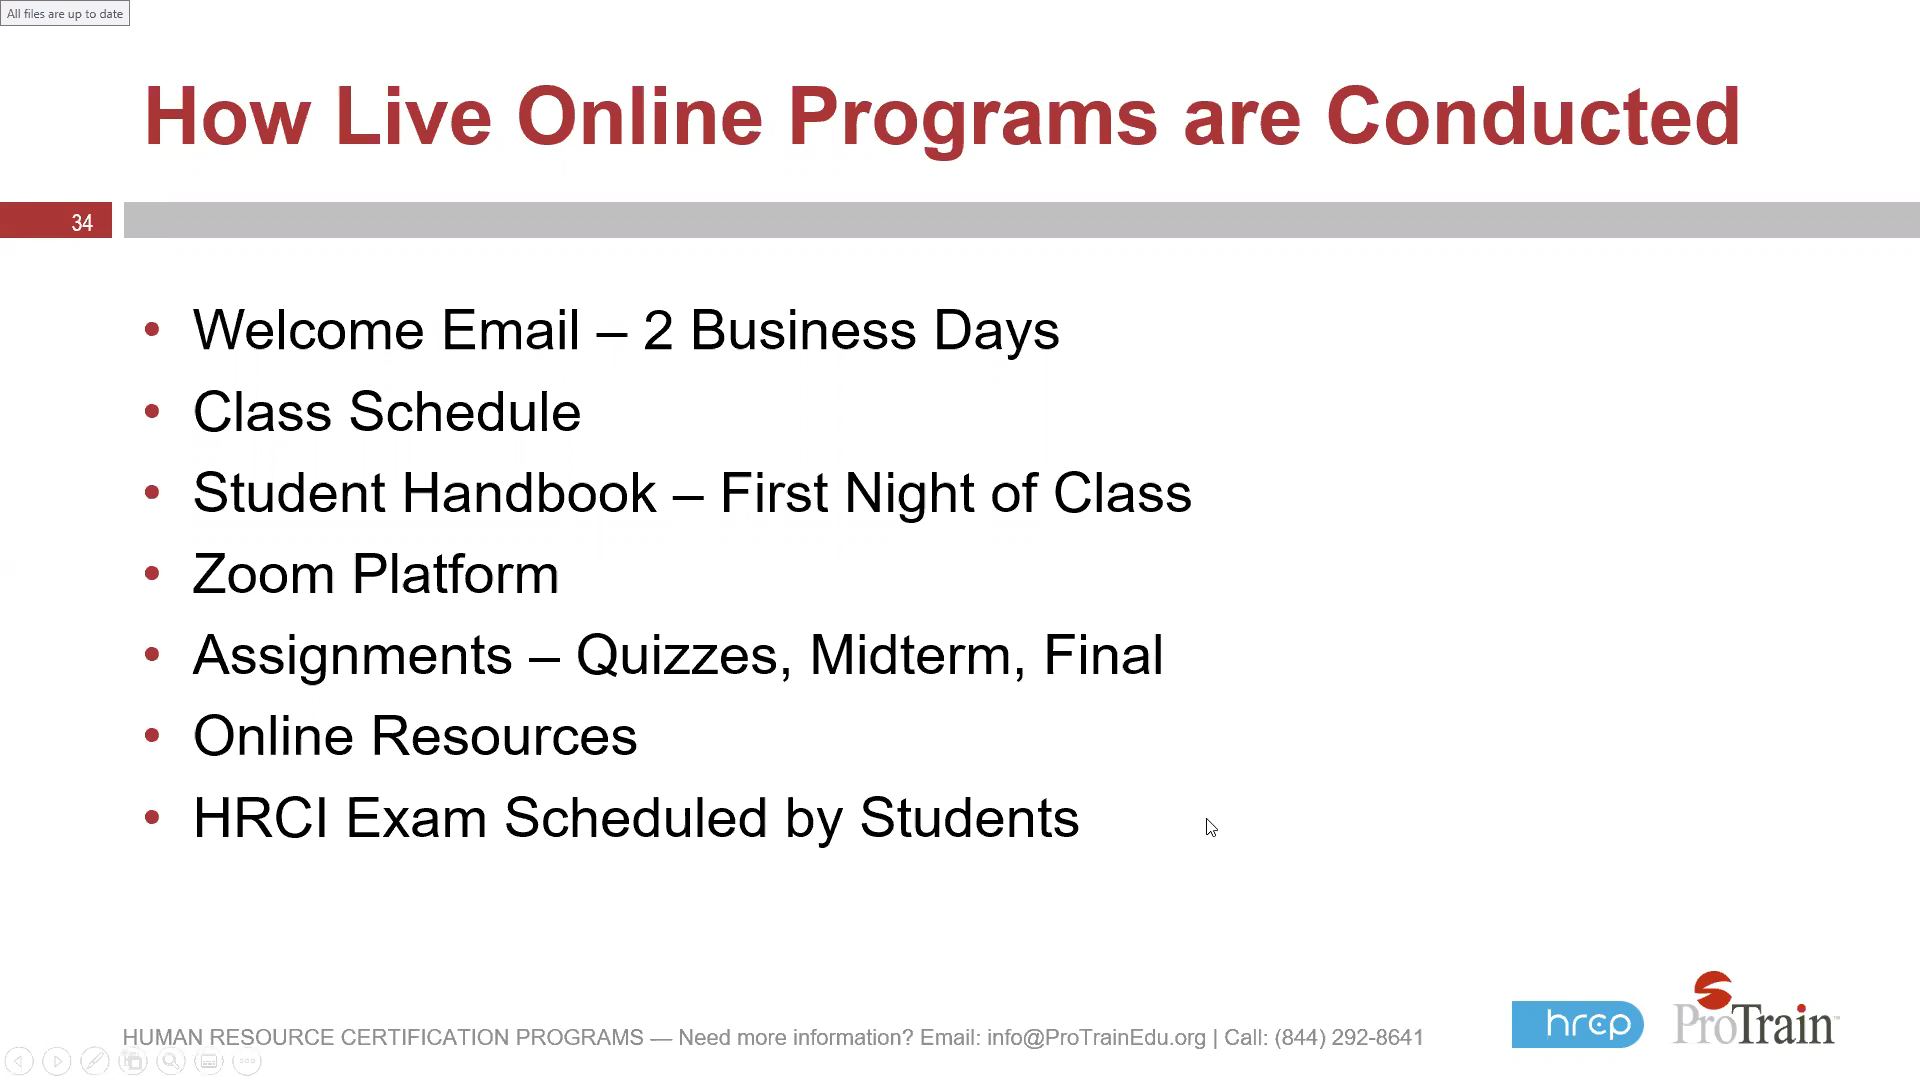 All files are up to date
How Live Online Programs are Conducted
34
• Welcome Email – 2 Business Days
• Class Schedule
• Student Handbook – First Night of Class
• Zoom Platform
• Assignments – Quizzes, Midterm, Final
• Online Resources
• HRCI Exam Scheduled by Students
HUMAN RESOURCE CERTIFICATION PROGRAMS — Need more information? Email: info@ProTrainEdu.org | Call: (844) 292-8641
hrcp
ProTrain™